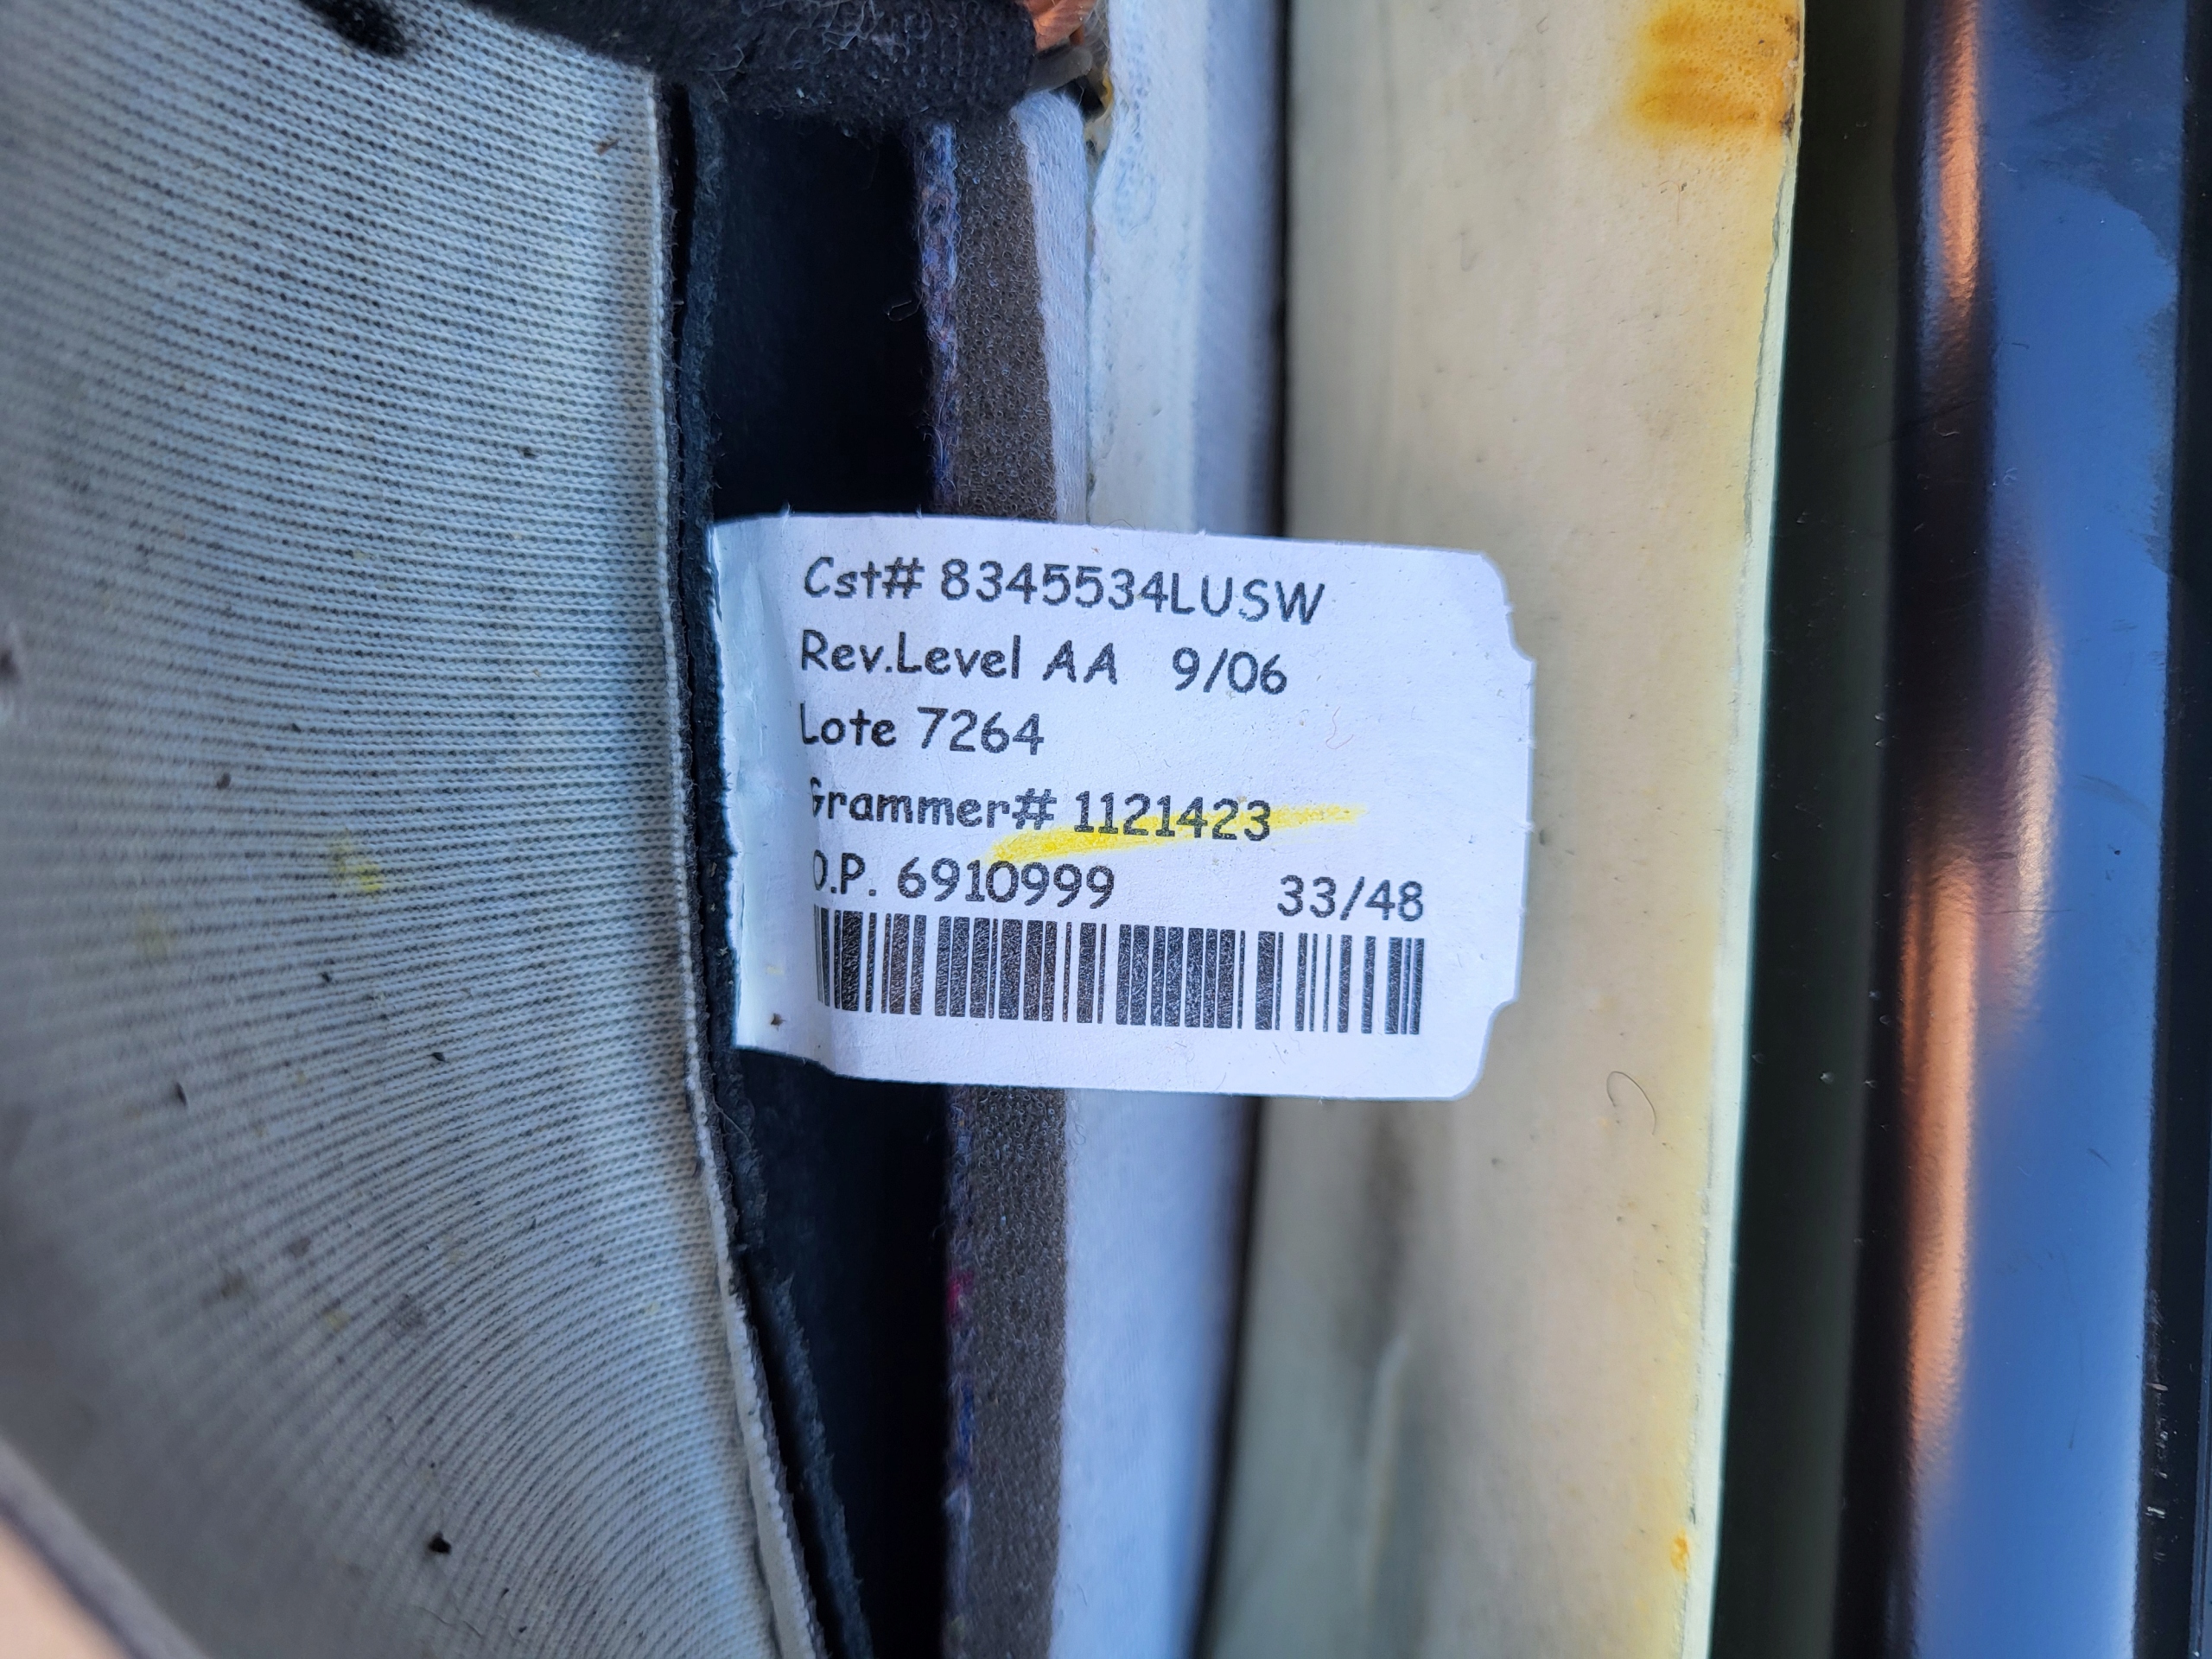 Cst# 8345534LUSW
Rev.Level AA 9/06
Lote 7264
Grammer# 1121423
O.P. 6910999 33/48